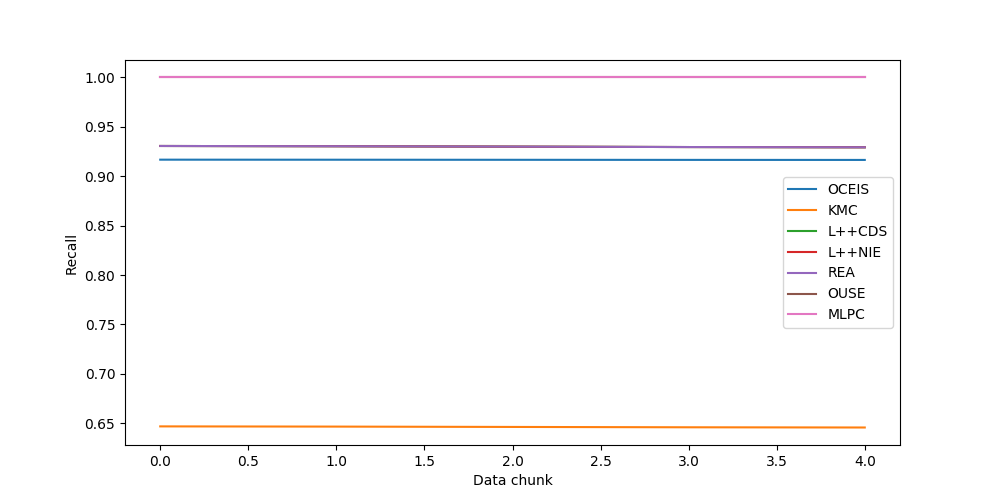 1.00
0.95
0.90
0.85
0.80
0.75
0.70
0.65
Recall
0.0 0.5 1.0 1.5 2.0 2.5 3.0 3.5 4.0
Data chunk
OCEIS
KMC
L++CDS
L++NIE
REA
OUSE
MLPC